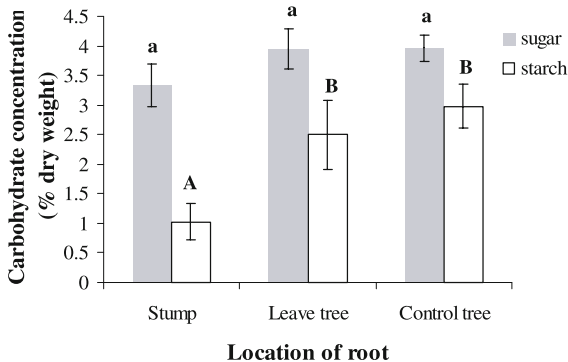 Carbohydrate concentration
(% dry weight)
4.5
4
3.5
3
2.5
2
1.5
1
0.5
0
a
A
a
B
a
B
sugar
starch
Stump
Leave tree
Control tree
Location of root